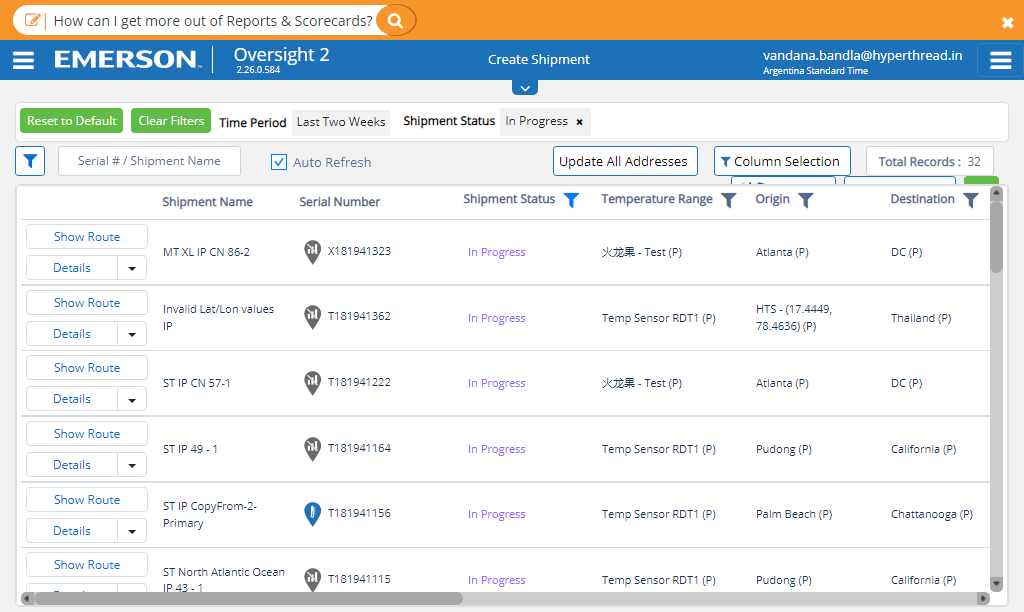 How can I get more out of Reports & Scorecards?
EMERSON
Oversight 2
2.26.0.584
Create Shipment
vandana.bandla@hyperthread.in
Argentina Standard Time
Reset to Default
Clear Filters
Time Period
Last Two Weeks
Shipment Status
In Progress ×
Serial # / Shipment Name
Auto Refresh
Update All Addresses
Column Selection
Total Records : 32
Shipment Name
Serial Number
Shipment Status
Temperature Range
Origin
Destination
Show Route
Details
MT XL IP CN 86-2
X181941323
In Progress
火龙果 - Test (P)
Atlanta (P)
DC (P)
Show Route
Details
Invalid Lat/Lon values
IP
T181941362
In Progress
Temp Sensor RDT1 (P)
HTS - (17.4449,
78.4636) (P)
Thailand (P)
Show Route
Details
ST IP CN 57-1
T181941222
In Progress
火龙果 - Test (P)
Atlanta (P)
DC (P)
Show Route
Details
ST IP 49 - 1
T181941164
In Progress
Temp Sensor RDT1 (P)
Pudong (P)
California (P)
Show Route
Details
ST IP CopyFrom-2-
Primary
T181941156
In Progress
Temp Sensor RDT1 (P)
Palm Beach (P)
Chattanooga (P)
Show Route
ST North Atlantic Ocean
IP 43 - 1
T181941115
In Progress
Temp Sensor RDT1 (P)
Pudong (P)
California (P)